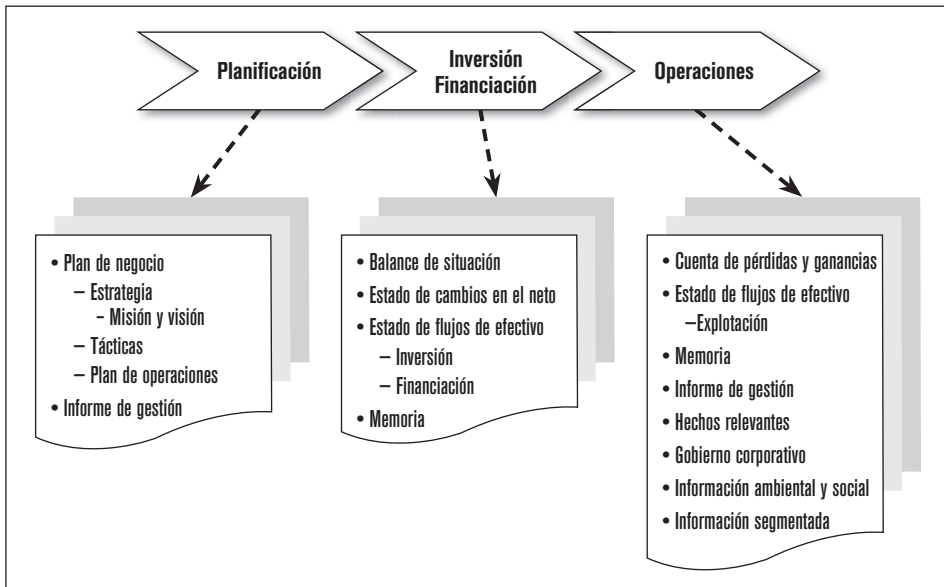 Planificación
Inversión
Financiación
Operaciones
• Plan de negocio
– Estrategia
– Misión y visión
– Tácticas
– Plan de operaciones
• Informe de gestión
• Balance de situación
• Estado de cambios en el neto
• Estado de flujos de efectivo
– Inversión
– Financiación
• Memoria
• Cuenta de pérdidas y ganancias
• Estado de flujos de efectivo
–Explotación
• Memoria
• Informe de gestión
• Hechos relevantes
• Gobierno corporativo
• Información ambiental y social
• Información segmentada